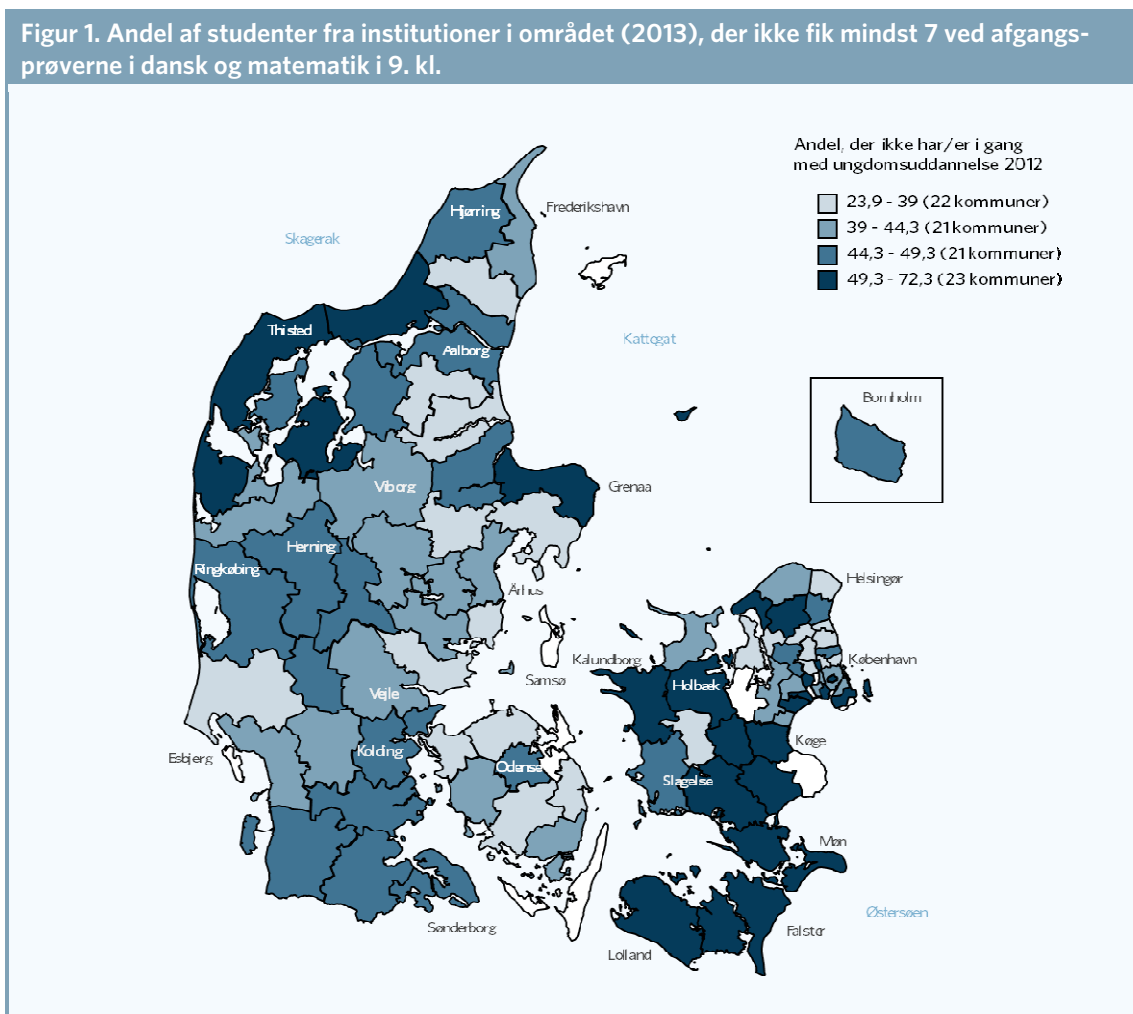 Figur 1. Andel af studenter fra institutioner i området (2013), der ikke fik mindst 7 ved afgangs-
prøverne i dansk og matematik i 9. kl.
Andel, der ikke har/er i gang
med ungdomsuddannelse 2012
23,9 - 39 (22 kommuner)
39 - 44,3 (21 kommuner)
44,3 - 49,3 (21 kommuner)
49,3 - 72,3 (23 kommuner)
Hjørring
Frederikshavn
Skagerak
Thisted
Kattegat
Aalborg
Bornholm
Viborg
Grenaa
Herning
Ringkøbing
Helsingør
Århus
Kalundborg
København
Samsø
Holbæk
Vejle
Køge
Kolding
Esbjerg
Odense
Slagelse
Møn
Østersøen
Sønderborg
Falster
Lolland